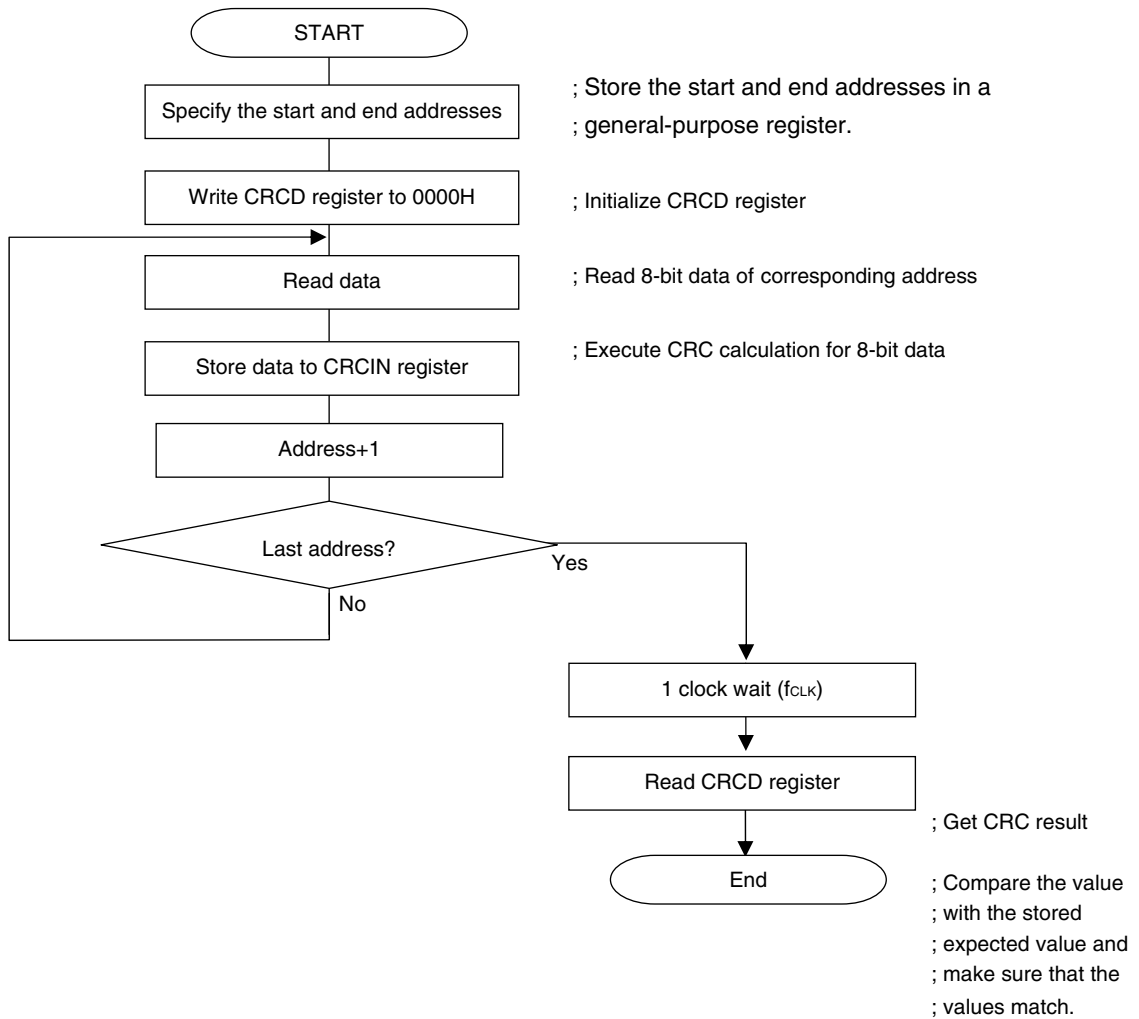 START
Specify the start and end addresses
; Store the start and end addresses in a
; general-purpose register.
Write CRCD register to 0000H
; Initialize CRCD register
Read data
; Read 8-bit data of corresponding address
Store data to CRCIN register
; Execute CRC calculation for 8-bit data
Address+1
Last address?
Yes
No
1 clock wait (fCLK)
Read CRCD register
; Get CRC result
End
; Compare the value
; with the stored
; expected value and
; make sure that the
; values match.